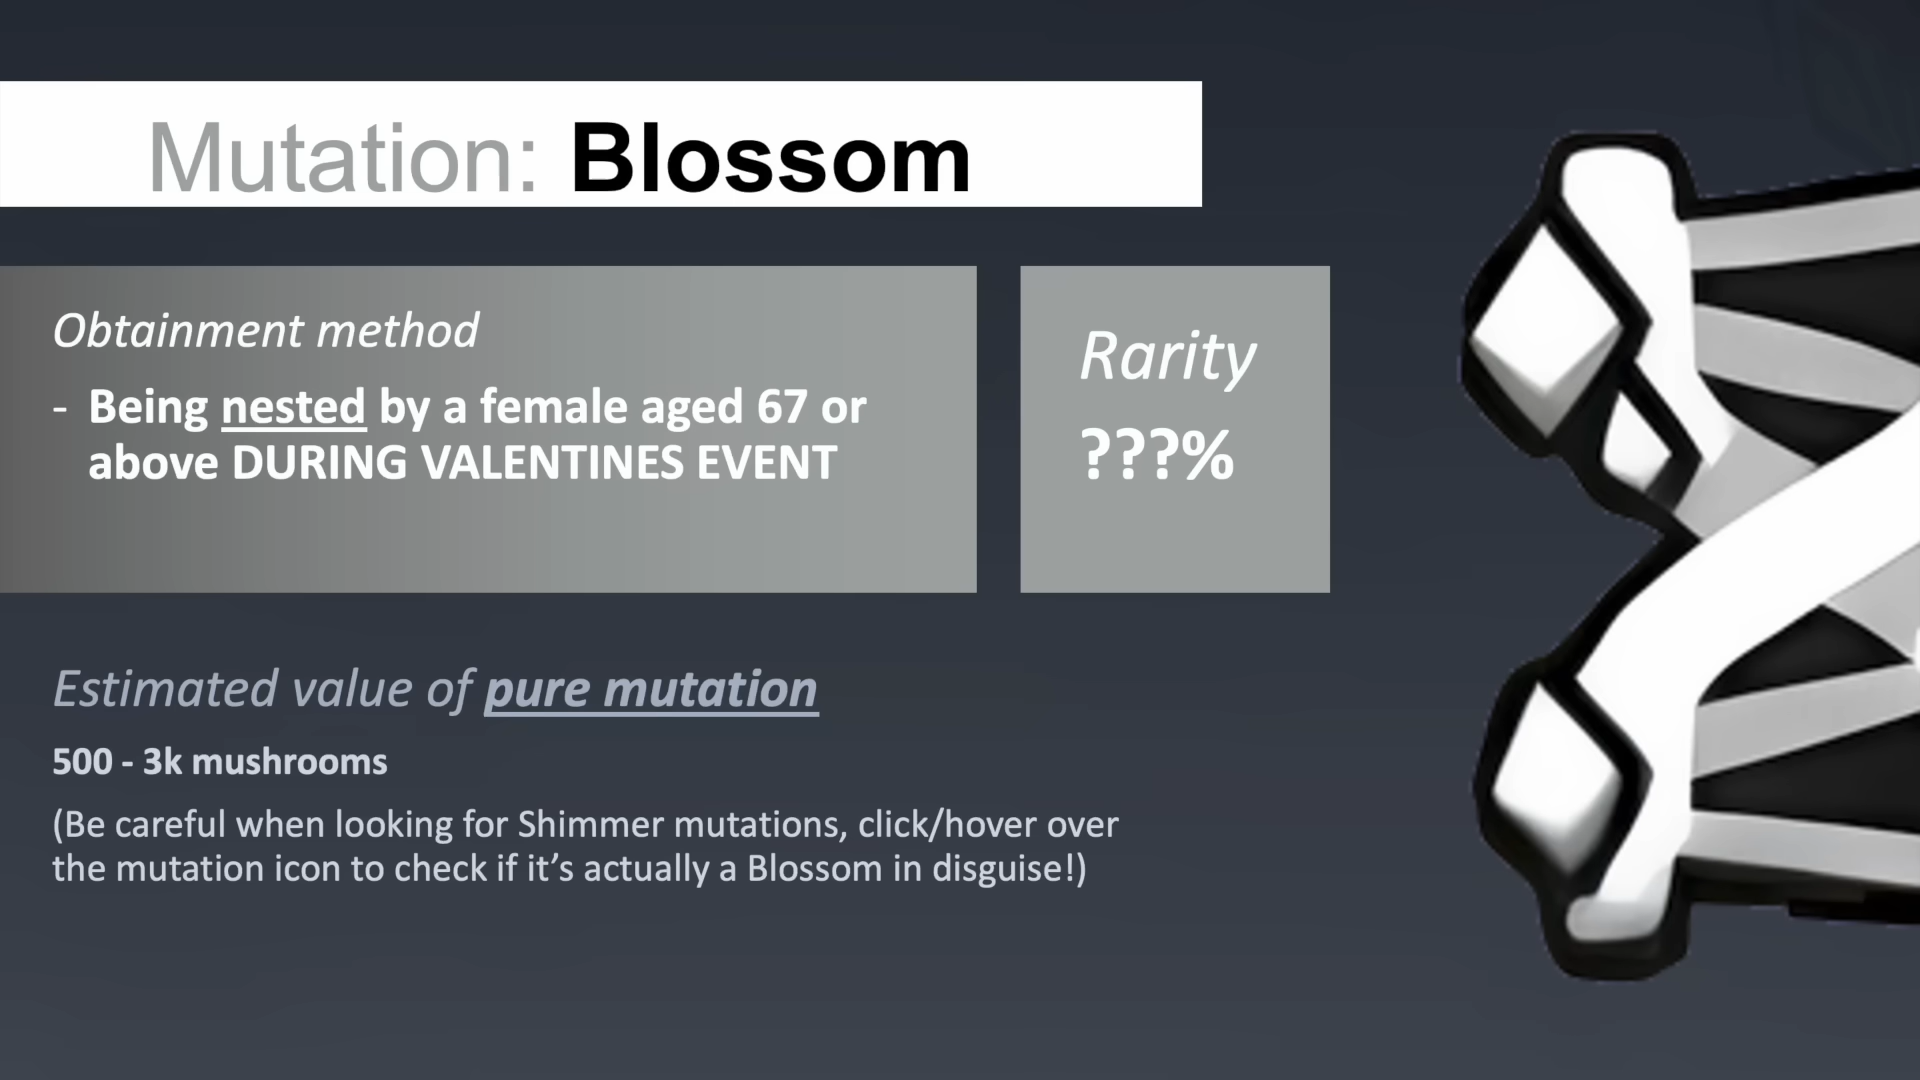 Mutation: Blossom
Obtainment method
- Being nested by a female aged 67 or
above DURING VALENTINES EVENT
Rarity
???%
Estimated value of pure mutation
500 - 3k mushrooms
(Be careful when looking for Shimmer mutations, click/hover over
the mutation icon to check if it’s actually a Blossom in disguise!)